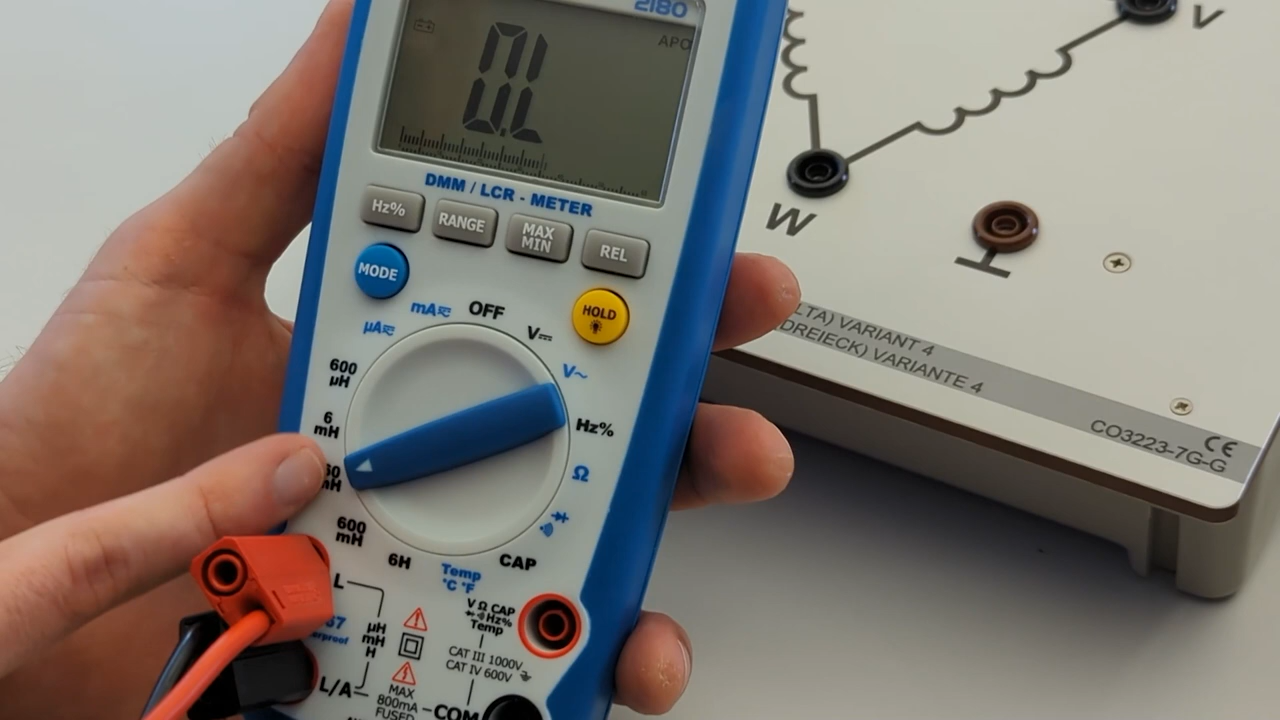 2180
APO
0.L
DMM / LCR - METER
Hz%
RANGE
MAX
MIN
REL
MODE
HOLD
OFF
mA
µA
V
V~
Hz%
Ω
CAP
Temp
°C °F
6H
600
mH
6
mH
600
µH
L
µH
mH
H
L/A
MAX
800mA
FUSED
V Ω CAP
Hz%
Temp
CAT III 1000V
CAT IV 600V
COM
V
W
VARIANT 4
VARIANTE 4
CO3223-7G-G
CE